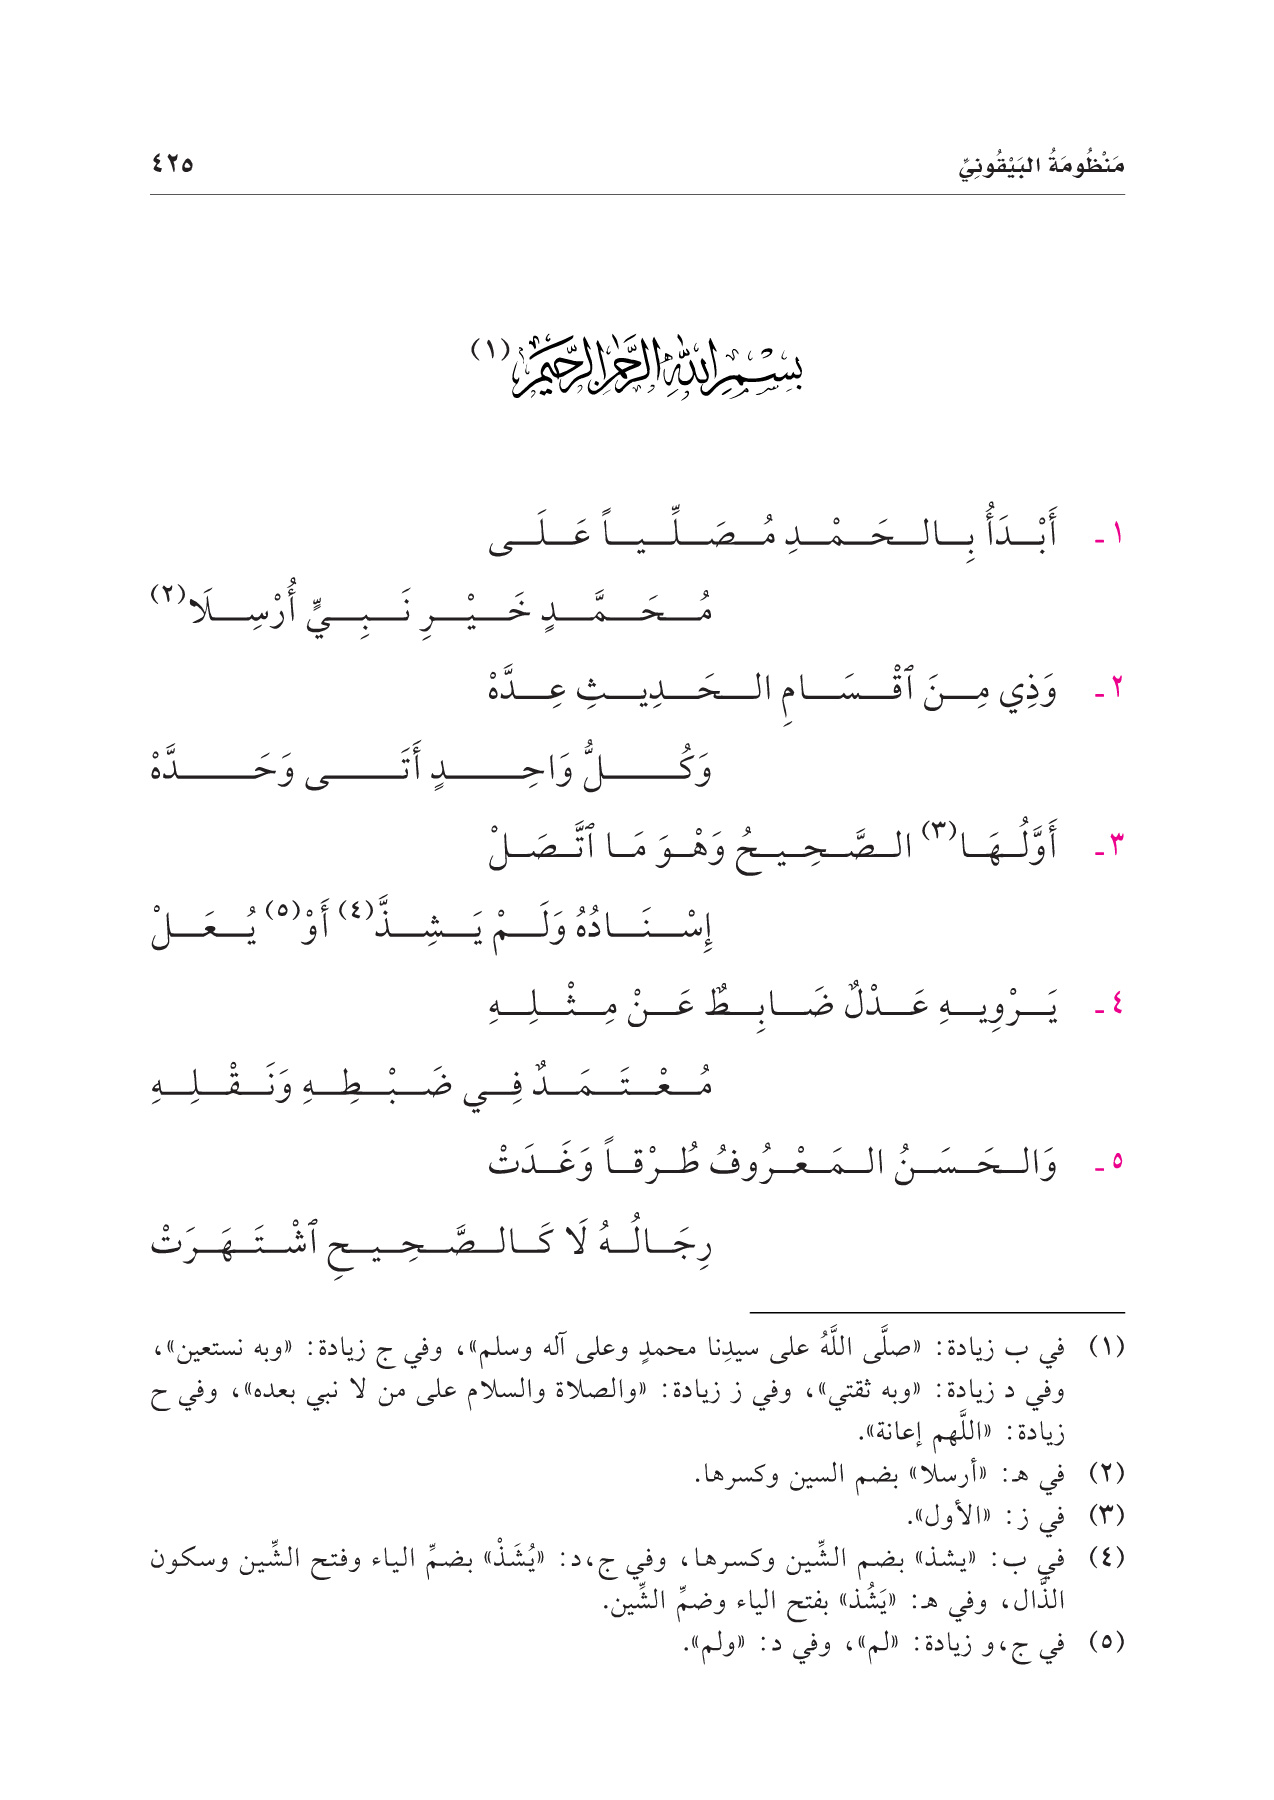 مَنْظُومَةُ البَيْقُونِيِّ ٤٢٥
بِسْمِ اللَّهِ الرَّحْمَنِ الرَّحِيمِ (١)
١ - أَبْدَأُ بِالحَمْدِ مُصَلِّياً عَلَى
مُحَمَّدٍ خَيْرِ نَبِيٍّ أُرْسِلَا (٢)
٢ - وَذِي مِنَ ٱقْسَامِ الحَدِيثِ عِدَّهْ
وَكُلُّ وَاحِدٍ أَتَى وَحَدَّهْ
٣ - أَوَّلُهَا (٣) الصَّحِيحُ وَهْوَ مَا ٱتَّصَلْ
إِسْنَادُهُ وَلَمْ يَشِذَّ (٤) أَوْ (٥) يُعَلْ
٤ - يَرْوِيهِ عَدْلٌ ضَابِطٌ عَنْ مِثْلِهِ
مُعْتَمَدٌ فِي ضَبْطِهِ وَنَقْلِهِ
٥ - وَالحَسَنُ المَعْرُوفُ طُرْقاً وَغَدَتْ
رِجَالُهُ لَا كَالصَّحِيحِ ٱشْتَهَرَتْ
(١) في ب زيادة: «صلَّى اللَّهُ على سيدِنا محمدٍ وعلى آله وسلم»، وفي ج زيادة: «وبه نستعين»،
وفي د زيادة: «وبه ثقتي»، وفي ز زيادة: «والصلاة والسلام على من لا نبي بعده»، وفي ح
زيادة: «اللَّهم إعانة».
(٢) في هـ: «أرسلا» بضم السين وكسرها.
(٣) في ز: «الأول».
(٤) في ب: «يشذ» بضم الشِّين وكسرها، وفي ج،د: «يُشَذْ» بضمِّ الياء وفتح الشِّين وسكون
الذَّال، وفي هـ: «يَشُذ» بفتح الياء وضمِّ الشِّين.
(٥) في ج،و زيادة: «لم»، وفي د: «ولم».